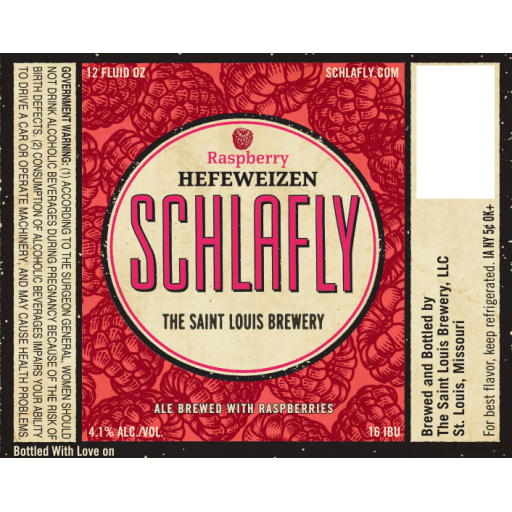 GOVERNMENT WARNING: (1) ACCORDING TO THE SURGEON GENERAL, WOMEN SHOULD
NOT DRINK ALCOHOLIC BEVERAGES DURING PREGNANCY BECAUSE OF THE RISK OF
BIRTH DEFECTS. (2) CONSUMPTION OF ALCOHOLIC BEVERAGES IMPAIRS YOUR ABILITY
TO DRIVE A CAR OR OPERATE MACHINERY, AND MAY CAUSE HEALTH PROBLEMS.
12 FLUID OZ
SCHLAFLY.COM
Raspberry
HEFEWEIZEN
SCHLAFLY
THE SAINT LOUIS BREWERY
ALE BREWED WITH RASPBERRIES
4.1% ALC./VOL.
16 IBU
Brewed and Bottled by
The Saint Louis Brewery, LLC
St. Louis, Missouri
For best flavor, keep refrigerated. IA NY 5¢ OK+
Bottled With Love on